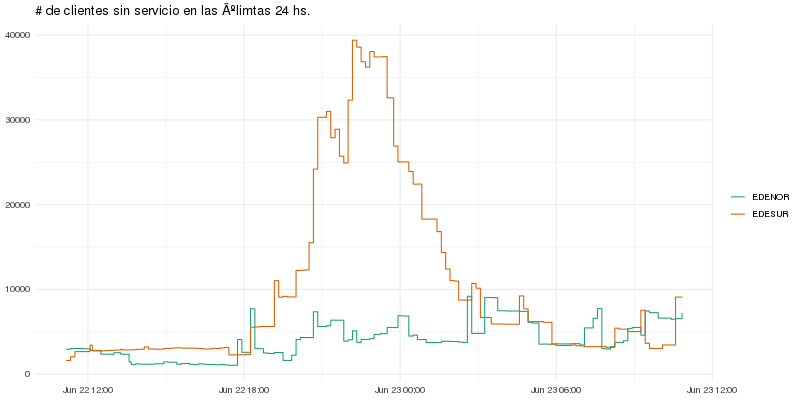 # de clientes sin servicio en las Ãºlimtas 24 hs.
40000
30000
20000
10000
0
Jun 22 12:00
Jun 22 18:00
Jun 23 00:00
Jun 23 06:00
Jun 23 12:00
EDENOR
EDESUR